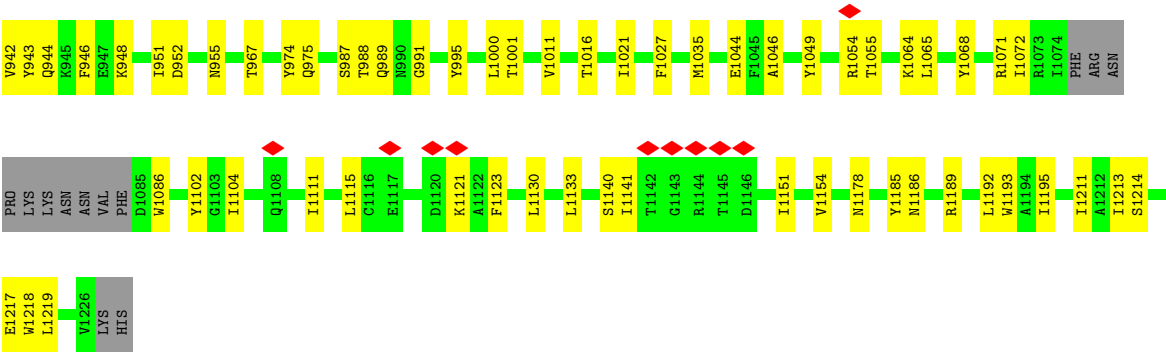 V942 Y943 Q944 K945 F946 E947 K948 I951 D952 N955 T967 Y974 Q975 S987 T988 Q989 N990 G991 Y995 L1000 T1001 V1011 T1016 I1021 F1027 M1035 E1044 F1045 A1046 Y1049 R1054 T1055 K1064 L1065 Y1068 R1071 I1072 R1073 I1074 PHE ARG ASN
PRO LYS LYS ASN ASN VAL PHE D1085 W1086 Y1102 G1103 I1104 Q1108 I1111 L1115 C1116 E1117 D1120 K1121 A1122 F1123 L1130 L1133 S1140 I1141 T1142 G1143 R1144 T1145 D1146 I1151 V1154 N1178 Y1185 N1186 R1189 L1192 W1193 A1194 I1195 I1211 A1212 I1213 S1214
E1217 W1218 L1219 V1226 LYS HIS